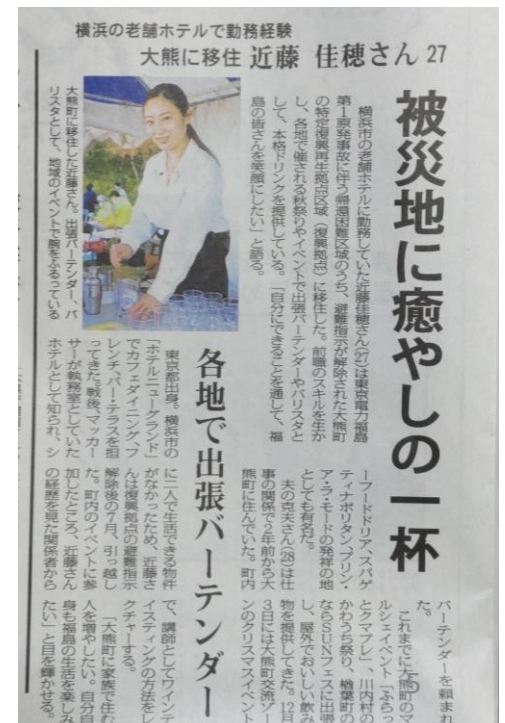 横浜の老舗ホテルで勤務経験
大熊に移住 近藤 佳穂さん 27
被災地に癒やしの一杯
横浜市の老舗ホテルに勤務していた近藤佳穂さん(27)は東京電力福島
第1原発事故に伴う帰還困難区域のうち、避難指示が解除された大熊町
の特定復興再生拠点区域(復興拠点)に移住した。前職のスキルを生か
し、各地で催される秋祭りやイベントで出張バーテンダーやバリスタと
して、本格ドリンクを提供している。「自分にできることを通して、福
島の皆さんを笑顔にしたい」と語る。
大熊町に移住した近藤さん。出張バーテンダー、バ
リスタとして、地域のイベントで腕をふるっている
各地で出張バーテンダー
東京都出身。横浜市の
「ホテルニューグランド」
でカフェダイニング、フ
レンチ、バー・テラスを担
ってきた。戦後、マッカー
サーが執務室としていた
ホテルとして知られ、シ
ーフードドリア、スパゲ
ティナポリタン、プリン・
ア・ラ・モードの発祥の地
としても有名だ。
夫の克夫さん(28)は仕
事の関係で2年前から大
熊町に住んでいた。町内
に二人で生活できる物件
がなかったため、近藤さ
んは復興拠点の避難指示
解除後の7月、引っ越し
た。町内のイベントに参
加したところ、近藤さん
の経歴を見た関係者から
バーテンダーを頼まれ
た。
これまでに大熊町のマ
ルシェイベント「ふらっ
とクマプレ」、川内村の
かわうち祭り、楢葉町の
ならSUNフェスに出張
し、屋外でおいしい飲み
物を提供してきた。12月
3日には大熊町交流ゾー
ンのクリスマスイベント
で、講師としてワインテ
イスティングの方法をレ
クチャーする。
「大熊町に家族で住む
人を増やしたい。自分自
身も福島の生活を楽しみ
たい」と目を輝かせる。